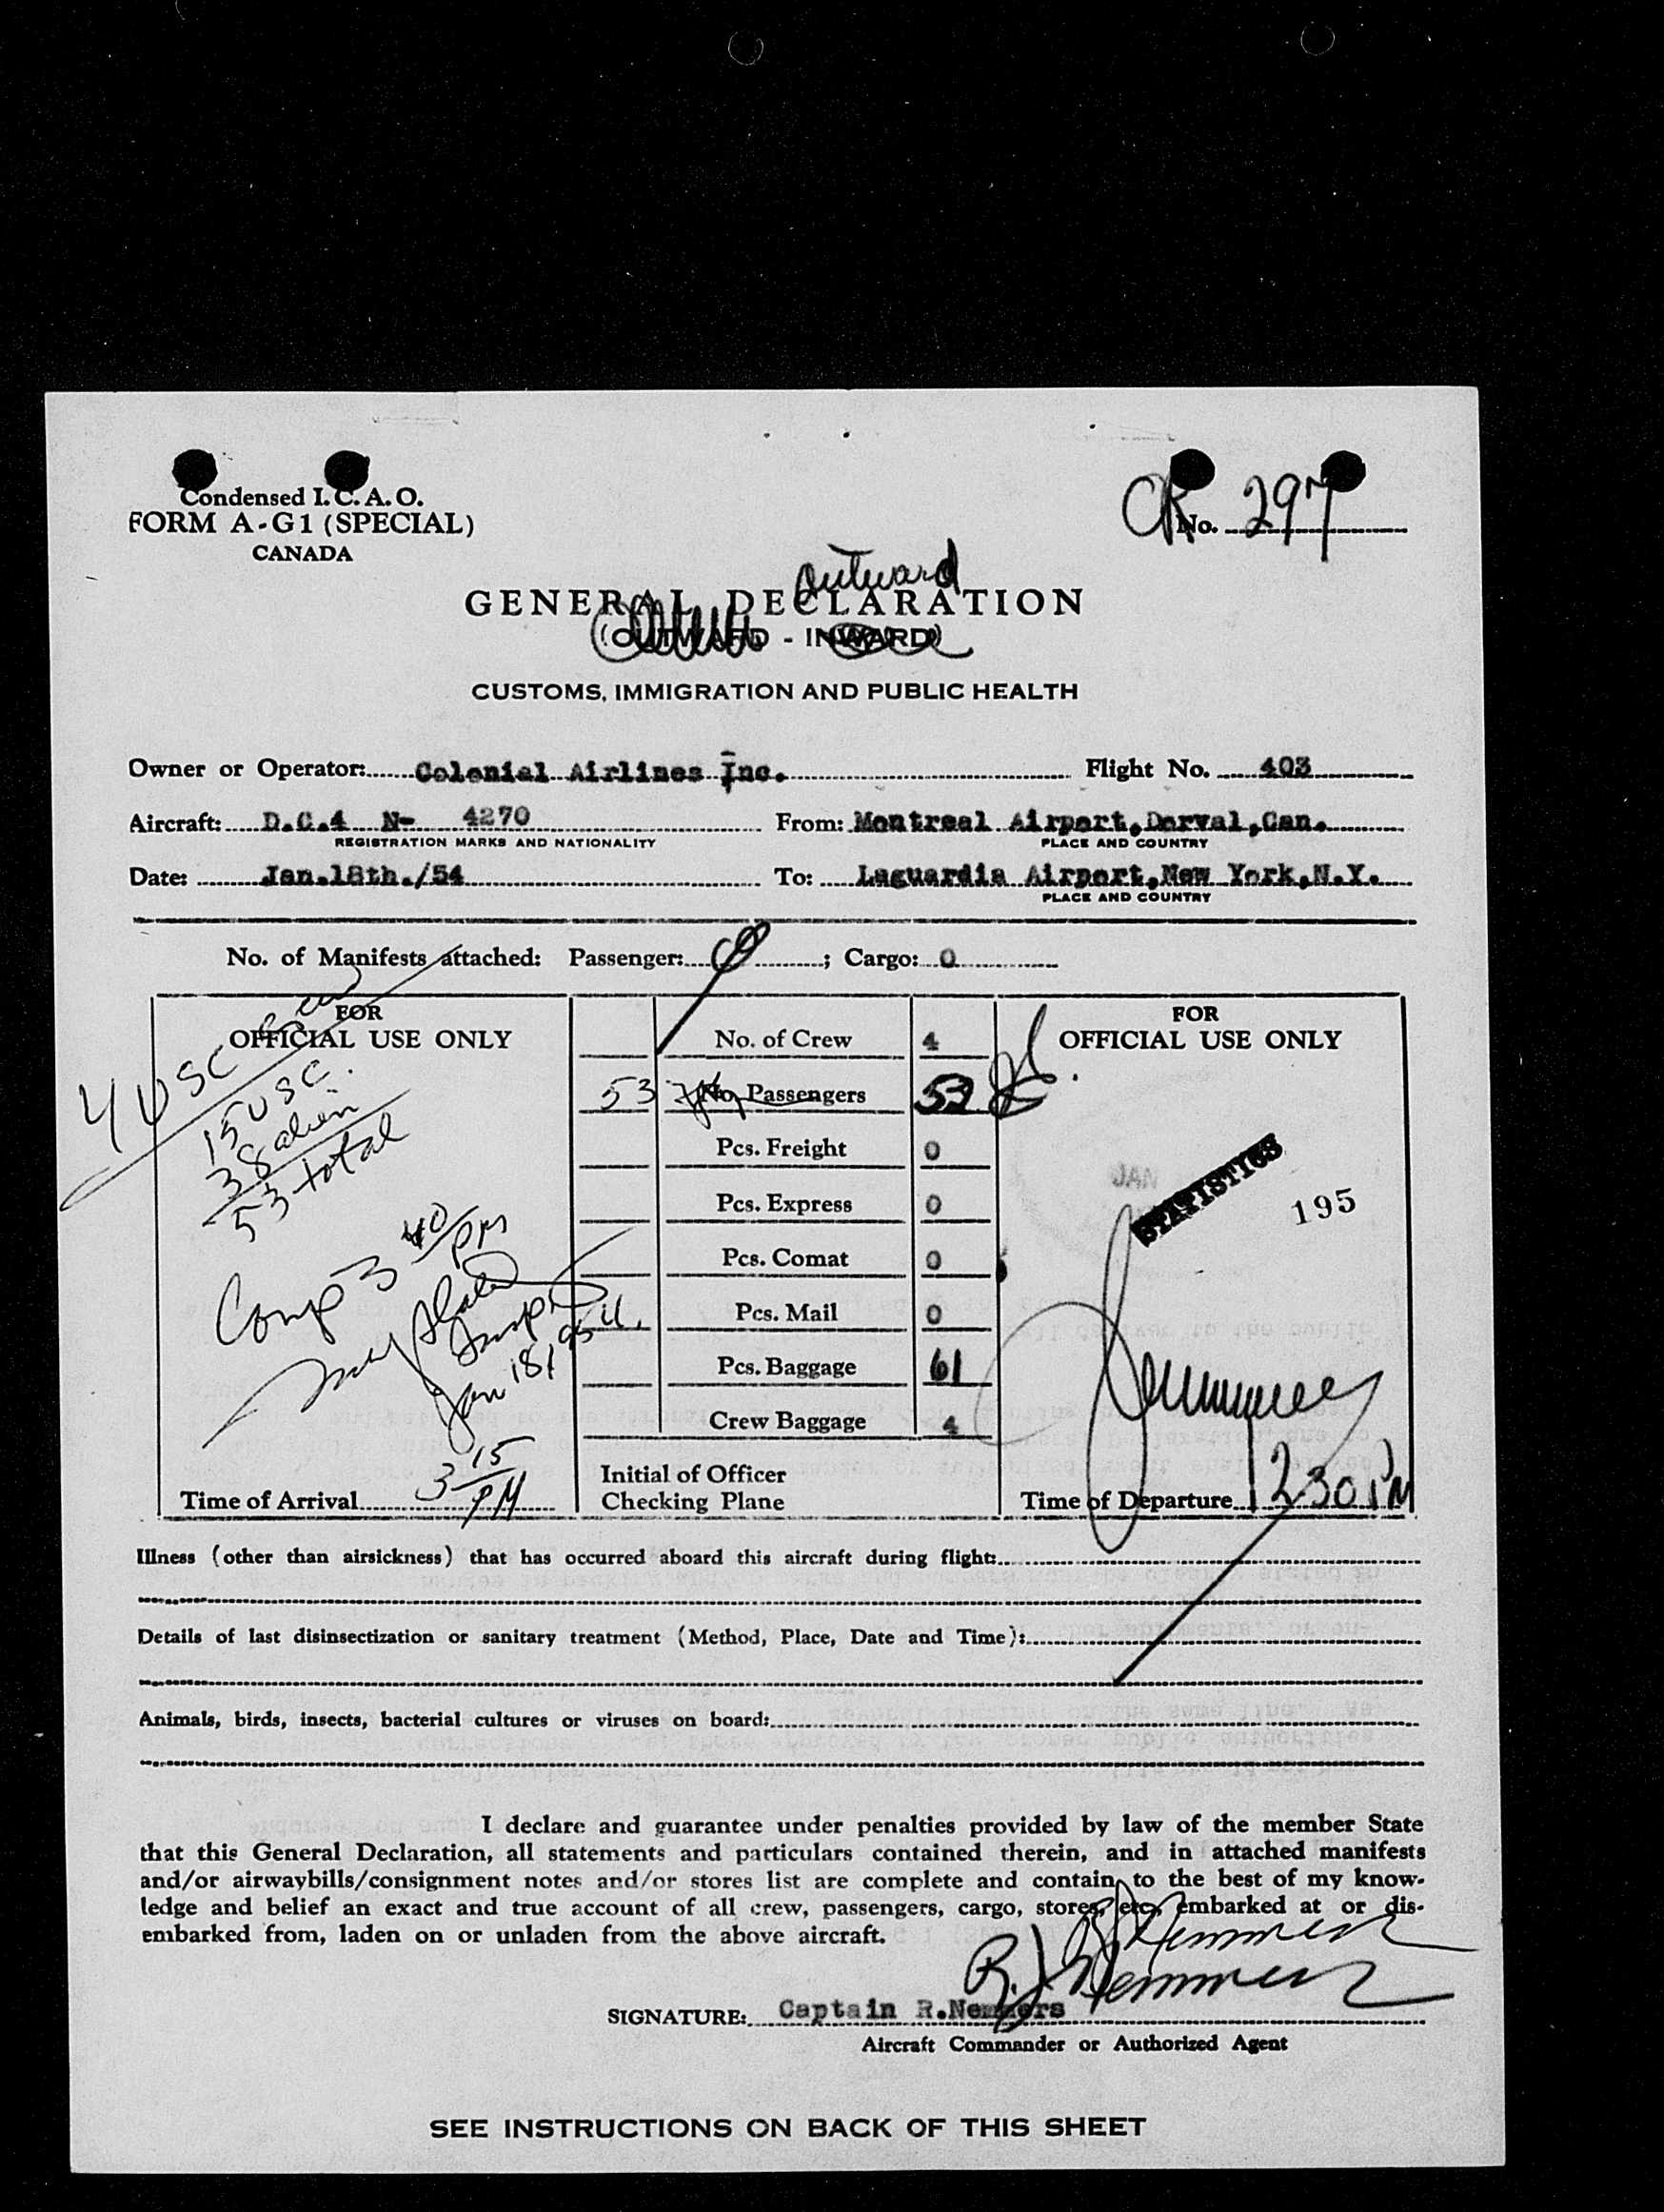 Condensed I.C.A.O.
FORM A-G1 (SPECIAL)
CANADA
OK No. 297
outward
GENERAL DECLARATION
(OUTWARD - INWARD)
CUSTOMS, IMMIGRATION AND PUBLIC HEALTH
Owner or Operator: Colonial Airlines Inc. Flight No. 403
Aircraft: D.C.4 N- 4270 From: Montreal Airport,Dorval,Can.
REGISTRATION MARKS AND NATIONALITY PLACE AND COUNTRY
Date: Jan.18th./54 To: Laguardia Airport,New York,N.Y.
PLACE AND COUNTRY
No. of Manifests attached: Passenger: ; Cargo: 0
FOR
OFFICIAL USE ONLY
4 USC
15 USC.
38 alien
53 total
Comp 3 40 PM
Insp
Jan 18 1954.
Time of Arrival 3 15 PM
No. of Crew 4
53 No. Passengers 53
Pcs. Freight 0
Pcs. Express 0
Pcs. Comat 0
Pcs. Mail 0
Pcs. Baggage 61
Crew Baggage 4
Initial of Officer
Checking Plane
FOR
OFFICIAL USE ONLY
JAN
STATISTICS
195
Time of Departure 1230 PM
Illness (other than airsickness) that has occurred aboard this aircraft during flight:
Details of last disinsectization or sanitary treatment (Method, Place, Date and Time):
Animals, birds, insects, bacterial cultures or viruses on board:
I declare and guarantee under penalties provided by law of the member State
that this General Declaration, all statements and particulars contained therein, and in attached manifests
and/or airwaybills/consignment notes and/or stores list are complete and contain, to the best of my know-
ledge and belief an exact and true account of all crew, passengers, cargo, stores, etc., embarked at or dis-
embarked from, laden on or unladen from the above aircraft.
R.J. Nemmers
SIGNATURE: Captain R.Nemmers
Aircraft Commander or Authorized Agent
SEE INSTRUCTIONS ON BACK OF THIS SHEET